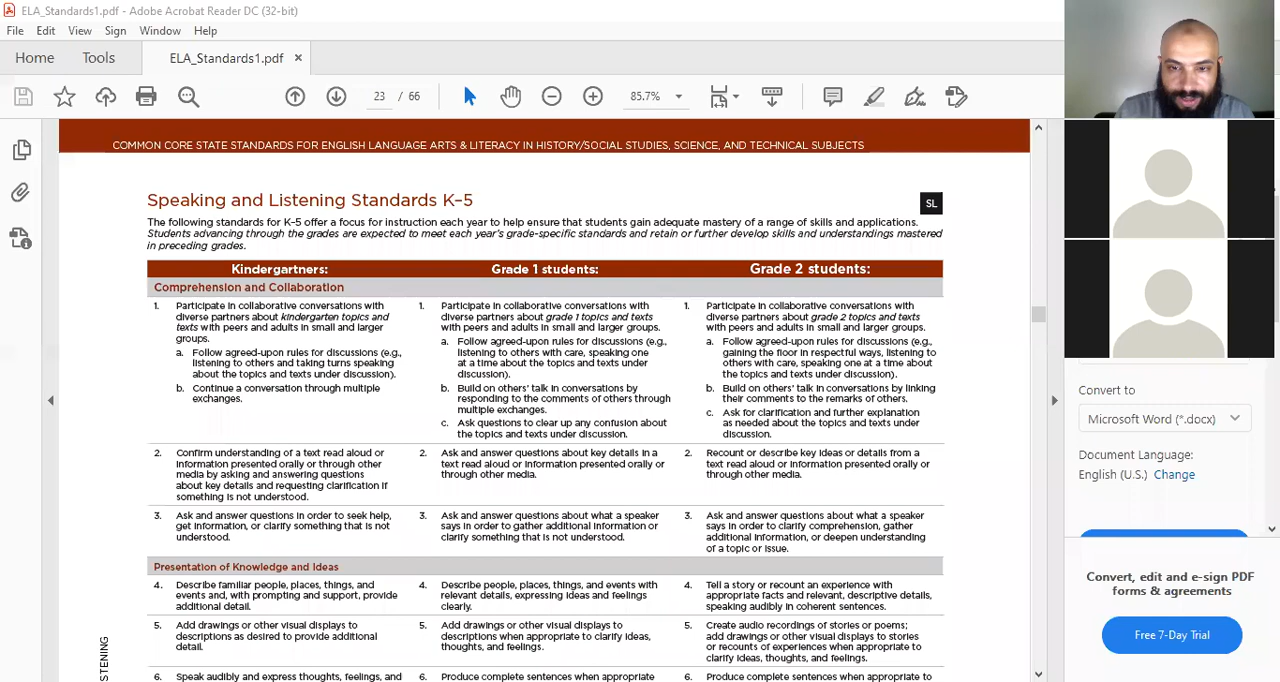 ELA_Standards1.pdf - Adobe Acrobat Reader DC (32-bit)
File Edit View Sign Window Help
Home Tools ELA_Standards1.pdf ×
23 / 66 85.7%
COMMON CORE STATE STANDARDS FOR ENGLISH LANGUAGE ARTS & LITERACY IN HISTORY/SOCIAL STUDIES, SCIENCE, AND TECHNICAL SUBJECTS
Speaking and Listening Standards K–5
SL
The following standards for K–5 offer a focus for instruction each year to help ensure that students gain adequate mastery of a range of skills and applications.
Students advancing through the grades are expected to meet each year's grade-specific standards and retain or further develop skills and understandings mastered
in preceding grades.
Kindergartners:
Grade 1 students:
Grade 2 students:
Comprehension and Collaboration
1. Participate in collaborative conversations with
diverse partners about kindergarten topics and
texts with peers and adults in small and larger
groups.
a. Follow agreed-upon rules for discussions (e.g.,
listening to others and taking turns speaking
about the topics and texts under discussion).
b. Continue a conversation through multiple
exchanges.
1. Participate in collaborative conversations with
diverse partners about grade 1 topics and texts
with peers and adults in small and larger groups.
a. Follow agreed-upon rules for discussions (e.g.,
listening to others with care, speaking one
at a time about the topics and texts under
discussion).
b. Build on others' talk in conversations by
responding to the comments of others through
multiple exchanges.
c. Ask questions to clear up any confusion about
the topics and texts under discussion.
1. Participate in collaborative conversations with
diverse partners about grade 2 topics and texts
with peers and adults in small and larger groups.
a. Follow agreed-upon rules for discussions (e.g.,
gaining the floor in respectful ways, listening to
others with care, speaking one at a time about
the topics and texts under discussion).
b. Build on others' talk in conversations by linking
their comments to the remarks of others.
c. Ask for clarification and further explanation
as needed about the topics and texts under
discussion.
2. Confirm understanding of a text read aloud or
information presented orally or through other
media by asking and answering questions
about key details and requesting clarification if
something is not understood.
2. Ask and answer questions about key details in a
text read aloud or information presented orally or
through other media.
2. Recount or describe key ideas or details from a
text read aloud or information presented orally or
through other media.
3. Ask and answer questions in order to seek help,
get information, or clarify something that is not
understood.
3. Ask and answer questions about what a speaker
says in order to gather additional information or
clarify something that is not understood.
3. Ask and answer questions about what a speaker
says in order to clarify comprehension, gather
additional information, or deepen understanding
of a topic or issue.
Presentation of Knowledge and Ideas
4. Describe familiar people, places, things, and
events and, with prompting and support, provide
additional detail.
4. Describe people, places, things, and events with
relevant details, expressing ideas and feelings
clearly.
4. Tell a story or recount an experience with
appropriate facts and relevant, descriptive details,
speaking audibly in coherent sentences.
5. Add drawings or other visual displays to
descriptions as desired to provide additional
detail.
5. Add drawings or other visual displays to
descriptions when appropriate to clarify ideas,
thoughts, and feelings.
5. Create audio recordings of stories or poems;
add drawings or other visual displays to stories
or recounts of experiences when appropriate to
clarify ideas, thoughts, and feelings.
6. Speak audibly and express thoughts, feelings, and
6. Produce complete sentences when appropriate
6. Produce complete sentences when appropriate to
STENING
Convert to
Microsoft Word (*.docx)
Document Language:
English (U.S.) Change
Convert, edit and e-sign PDF
forms & agreements
Free 7-Day Trial